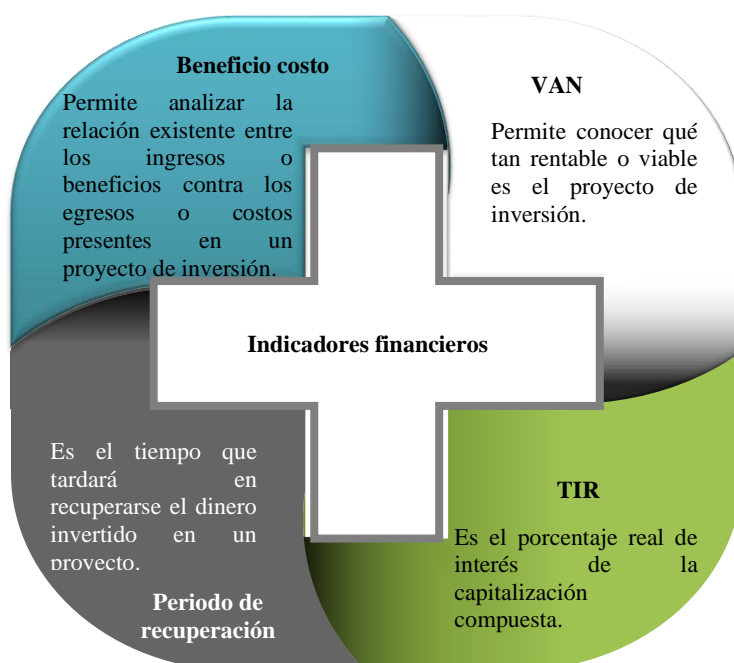 Beneficio costo
Permite analizar la
relación existente entre
los ingresos o
beneficios contra los
egresos o costos
presentes en un
proyecto de inversión.
VAN
Permite conocer qué
tan rentable o viable
es el proyecto de
inversión.
Indicadores financieros
Es el tiempo que
tardará en
recuperarse el dinero
invertido en un
proyecto.
Periodo de
recuperación
TIR
Es el porcentaje real de
interés de la
capitalización
compuesta.